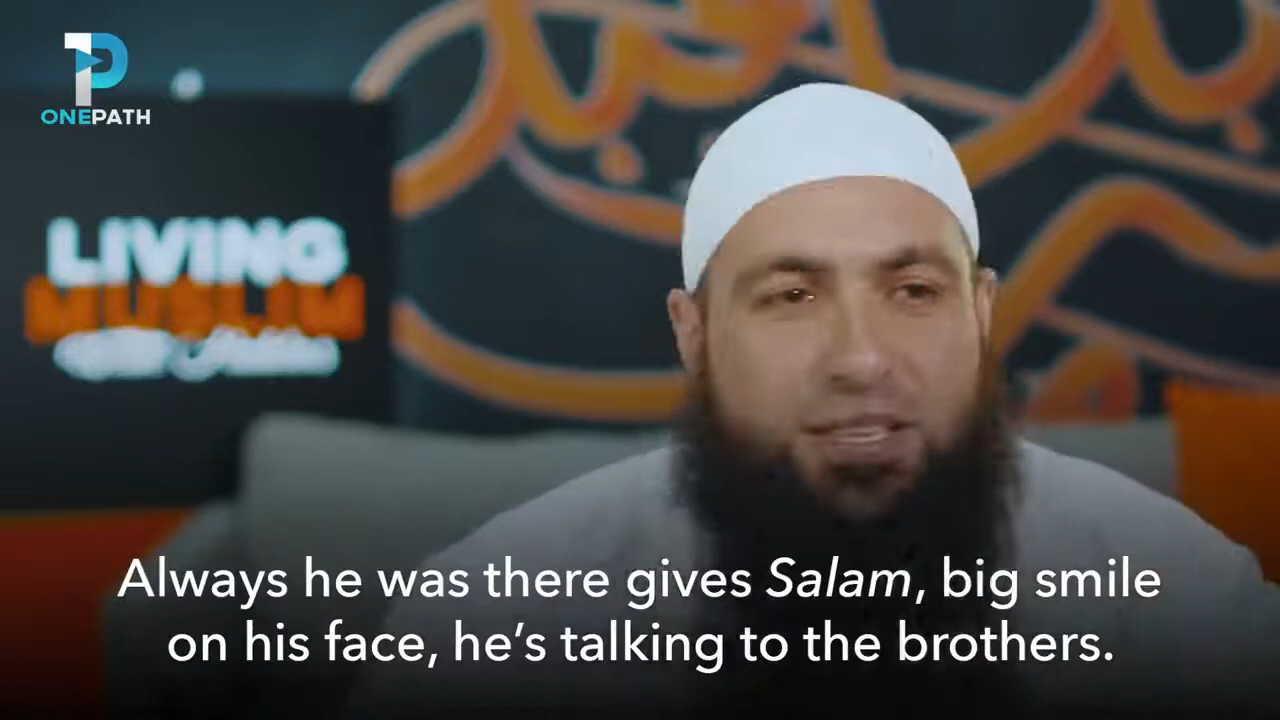 ONEPATH
LIVING
MUSLIM
Always he was there gives Salam, big smile
on his face, he's talking to the brothers.